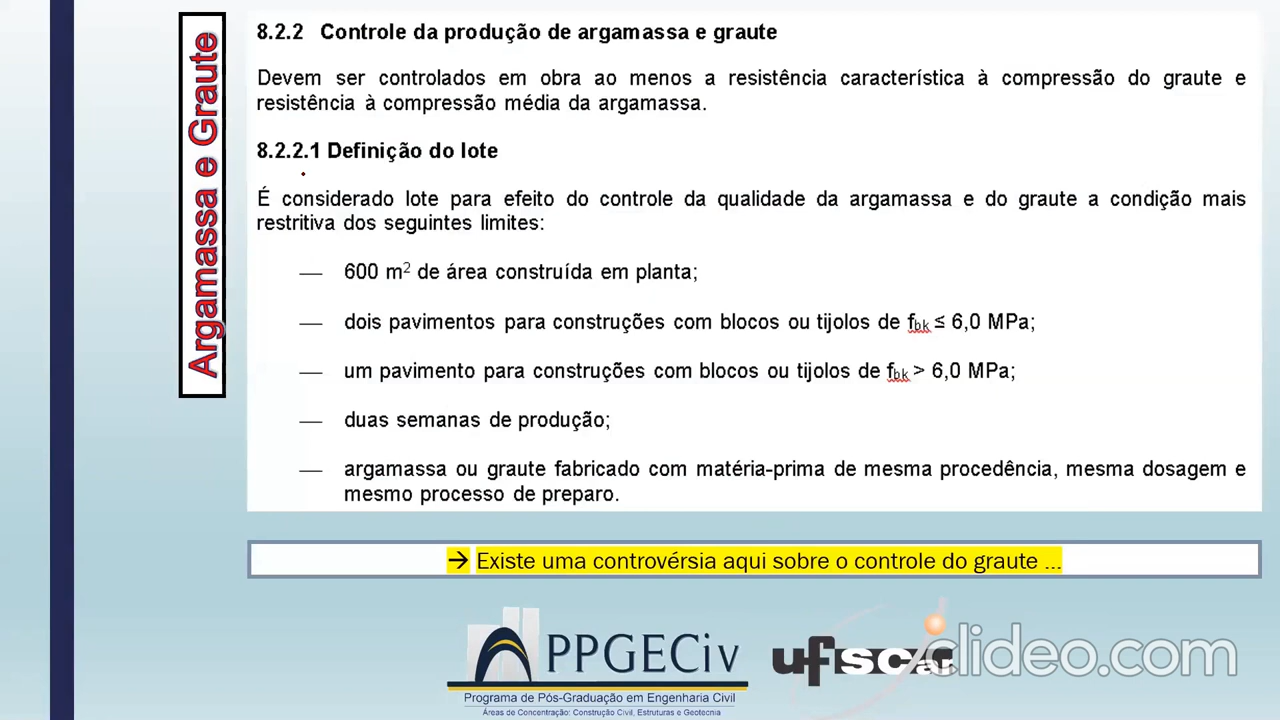 Argamassa e Graute
8.2.2 Controle da produção de argamassa e graute
Devem ser controlados em obra ao menos a resistência característica à compressão do graute e
resistência à compressão média da argamassa.
8.2.2.1 Definição do lote
É considerado lote para efeito do controle da qualidade da argamassa e do graute a condição mais
restritiva dos seguintes limites:
— 600 m² de área construída em planta;
— dois pavimentos para construções com blocos ou tijolos de fbk ≤ 6,0 MPa;
— um pavimento para construções com blocos ou tijolos de fbk > 6,0 MPa;
— duas semanas de produção;
— argamassa ou graute fabricado com matéria-prima de mesma procedência, mesma dosagem e
mesmo processo de preparo.
→ Existe uma controvérsia aqui sobre o controle do graute ...
PPGECiv
Programa de Pós-Graduação em Engenharia Civil
Áreas de Concentração: Construção Civil, Estruturas e Geotecnia
ufscar
clideo.com